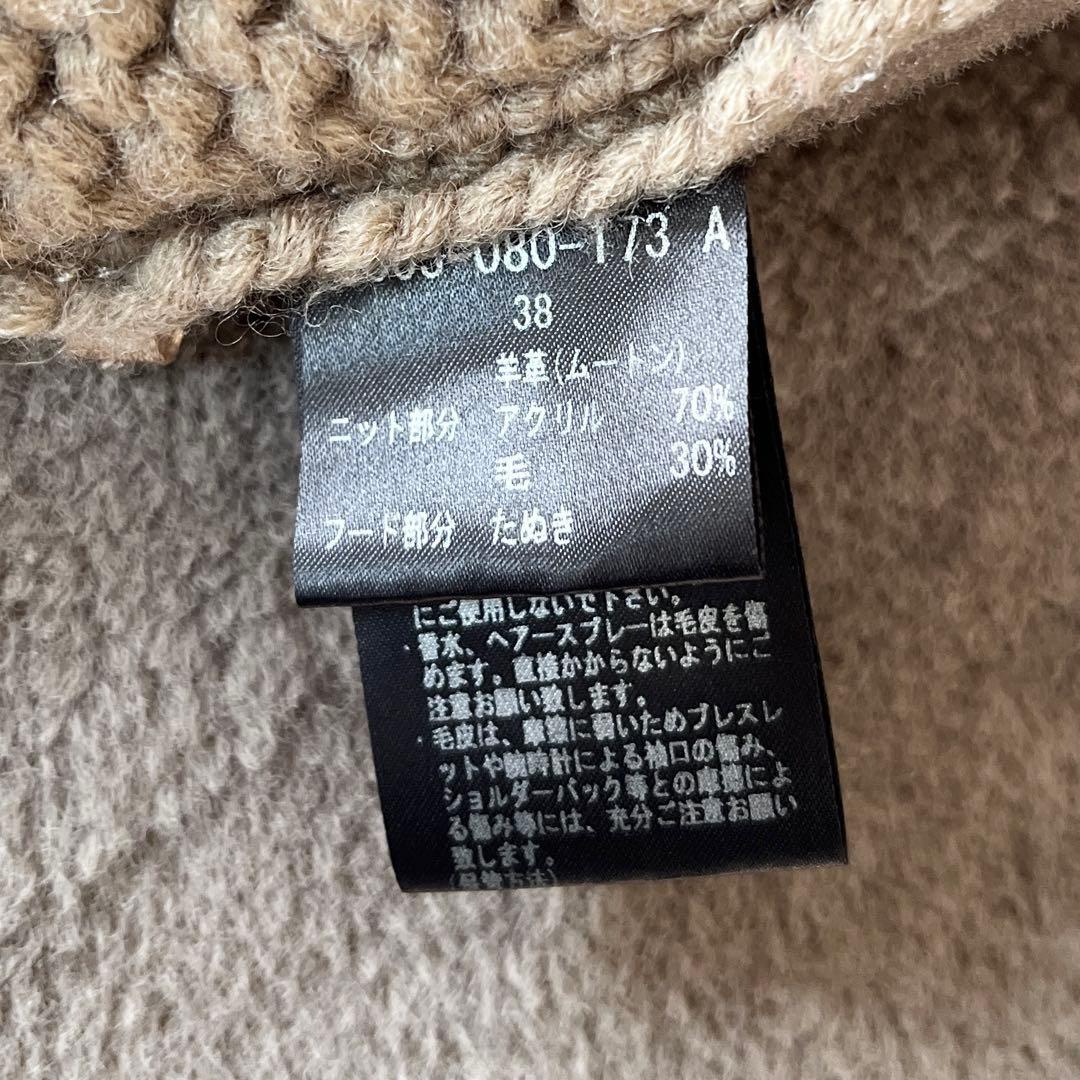 080-173 A
38
羊革(ムートン)
ニット部分 アクリル 70%
毛 30%
フード部分 たぬき
にご使用しないで下さい。
・香水、ヘアースプレーは毛皮を傷
めます。直接かからないようにご
注意お願い致します。
・毛皮は、摩擦に弱いためブレスレ
ットや腕時計による袖口の傷み、
ショルダーバック等との摩擦によ
る傷み等には、充分ご注意お願い
致します。
(保管方法)